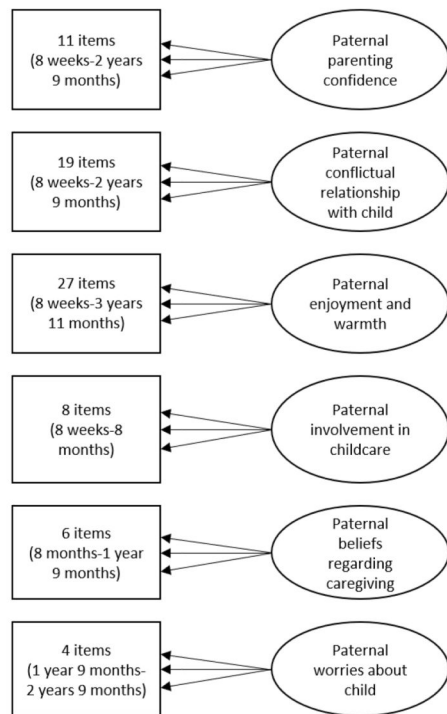 11 items
(8 weeks-2 years
9 months)
Paternal
parenting
confidence
19 items
(8 weeks-2 years
9 months)
Paternal
conflictual
relationship
with child
27 items
(8 weeks-3 years
11 months)
Paternal
enjoyment and
warmth
8 items
(8 weeks-8
months)
Paternal
involvement in
childcare
6 items
(8 months-1 year
9 months)
Paternal
beliefs
regarding
caregiving
4 items
(1 year 9 months-
2 years 9 months)
Paternal
worries about
child